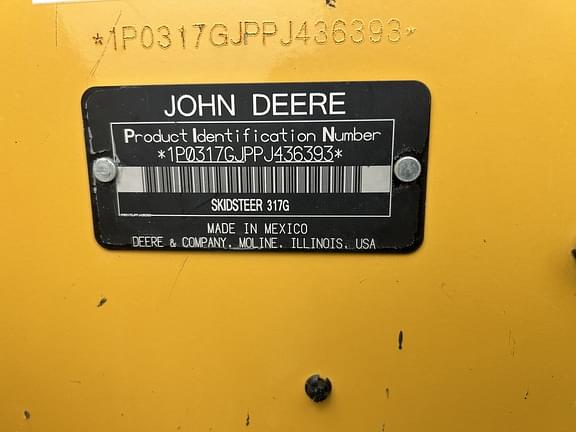 *1P0317GJPPJ436393*
JOHN DEERE
Product Identification Number
*1P0317GJPPJ436393*
SKIDSTEER 317G
MADE IN MEXICO
DEERE & COMPANY, MOLINE, ILLINOIS, USA